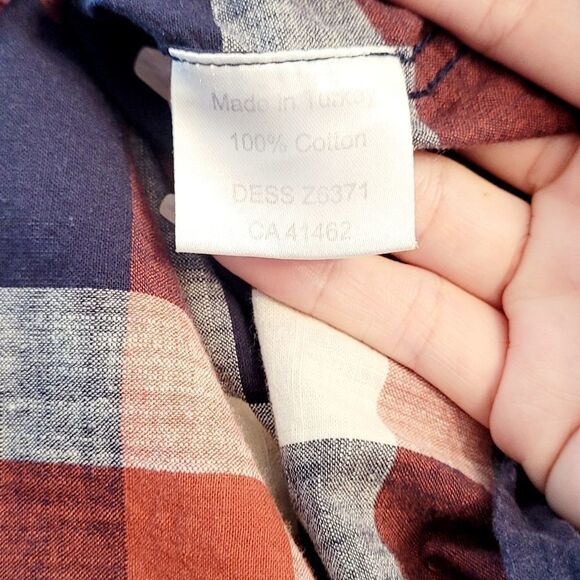 Made in Turkey
100% Cotton
DESS Z6371
CA 41462